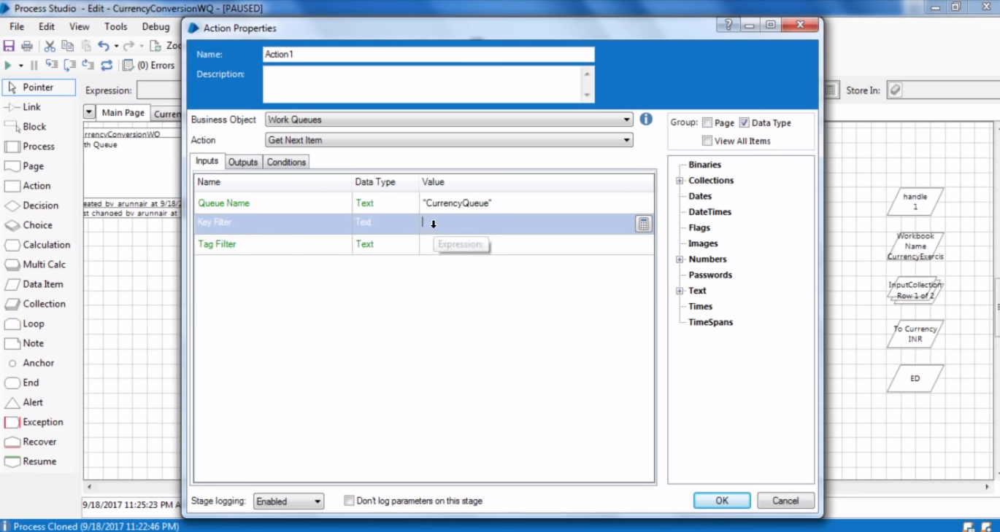 Process Studio - Edit - CurrencyConversionWQ - [PAUSED]
File Edit View Tools Debug
(0) Errors
Pointer
Link
Block
Process
Page
Action
Decision
Choice
Calculation
Multi Calc
Data Item
Collection
Loop
Note
Anchor
End
Alert
Exception
Recover
Resume
Expression:
Main Page
th Queue
eated by arunnair at 9/18/2
st changed by arunnair at
9/18/2017 11:25:23 PM A
Action Properties
Name: Action1
Description:
Business Object Work Queues
Action Get Next Item
Inputs Outputs Conditions
Name Data Type Value
Queue Name Text "CurrencyQueue"
Key Filter Text
Tag Filter Text
Expression:
Stage logging: Enabled Don't log parameters on this stage
Group: Page Data Type
View All Items
Binaries
Collections
Dates
DateTimes
Flags
Images
Numbers
Passwords
Text
Times
TimeSpans
OK Cancel
Store In:
handle
1
Workbook
Name
CurrencyExercis
InputCollection
Row 1 of 2
To Currency
INR
ED
Process Cloned (9/18/2017 11:22:46 PM)